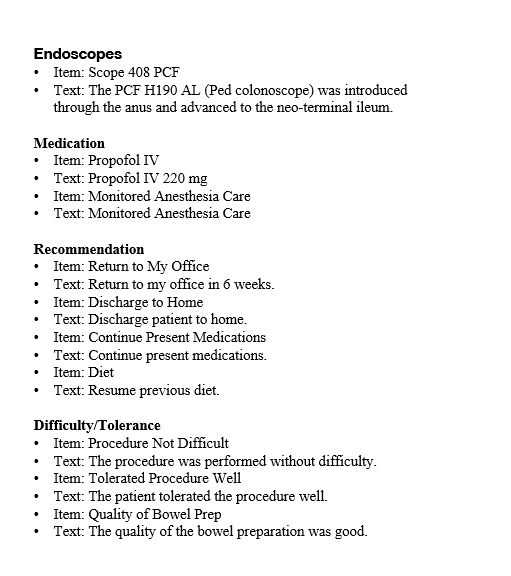 Endoscopes
• Item: Scope 408 PCF
• Text: The PCF H190 AL (Ped colonoscope) was introduced
through the anus and advanced to the neo-terminal ileum.
Medication
• Item: Propofol IV
• Text: Propofol IV 220 mg
• Item: Monitored Anesthesia Care
• Text: Monitored Anesthesia Care
Recommendation
• Item: Return to My Office
• Text: Return to my office in 6 weeks.
• Item: Discharge to Home
• Text: Discharge patient to home.
• Item: Continue Present Medications
• Text: Continue present medications.
• Item: Diet
• Text: Resume previous diet.
Difficulty/Tolerance
• Item: Procedure Not Difficult
• Text: The procedure was performed without difficulty.
• Item: Tolerated Procedure Well
• Text: The patient tolerated the procedure well.
• Item: Quality of Bowel Prep
• Text: The quality of the bowel preparation was good.